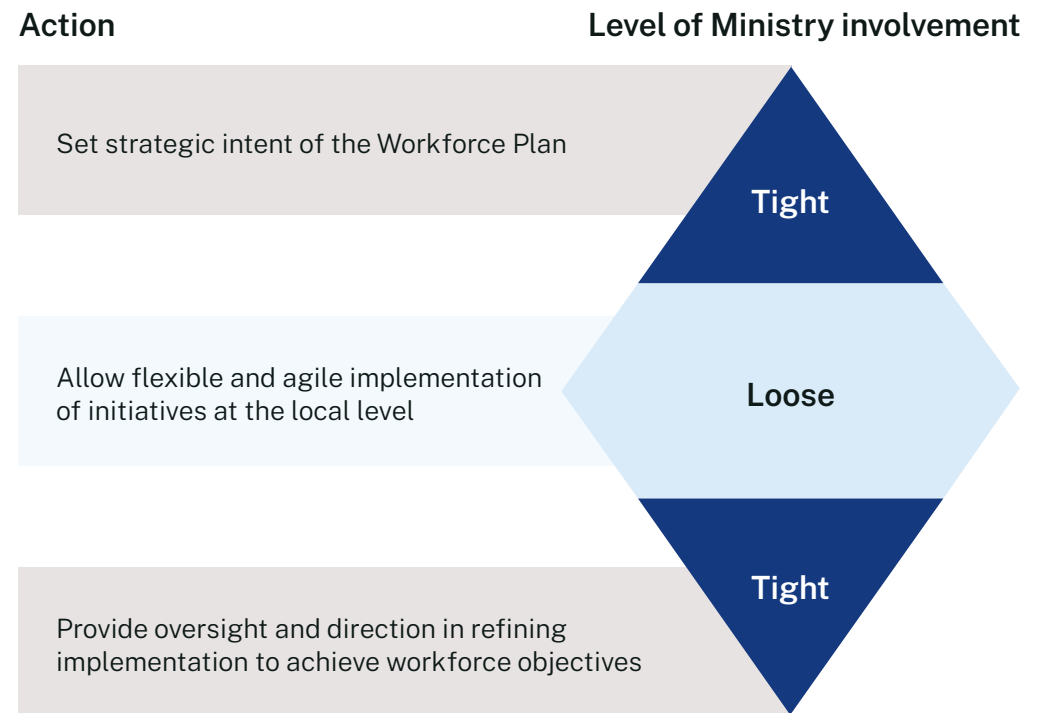 Action
Level of Ministry involvement
Set strategic intent of the Workforce Plan
Tight
Allow flexible and agile implementation
of initiatives at the local level
Loose
Tight
Provide oversight and direction in refining
implementation to achieve workforce objectives